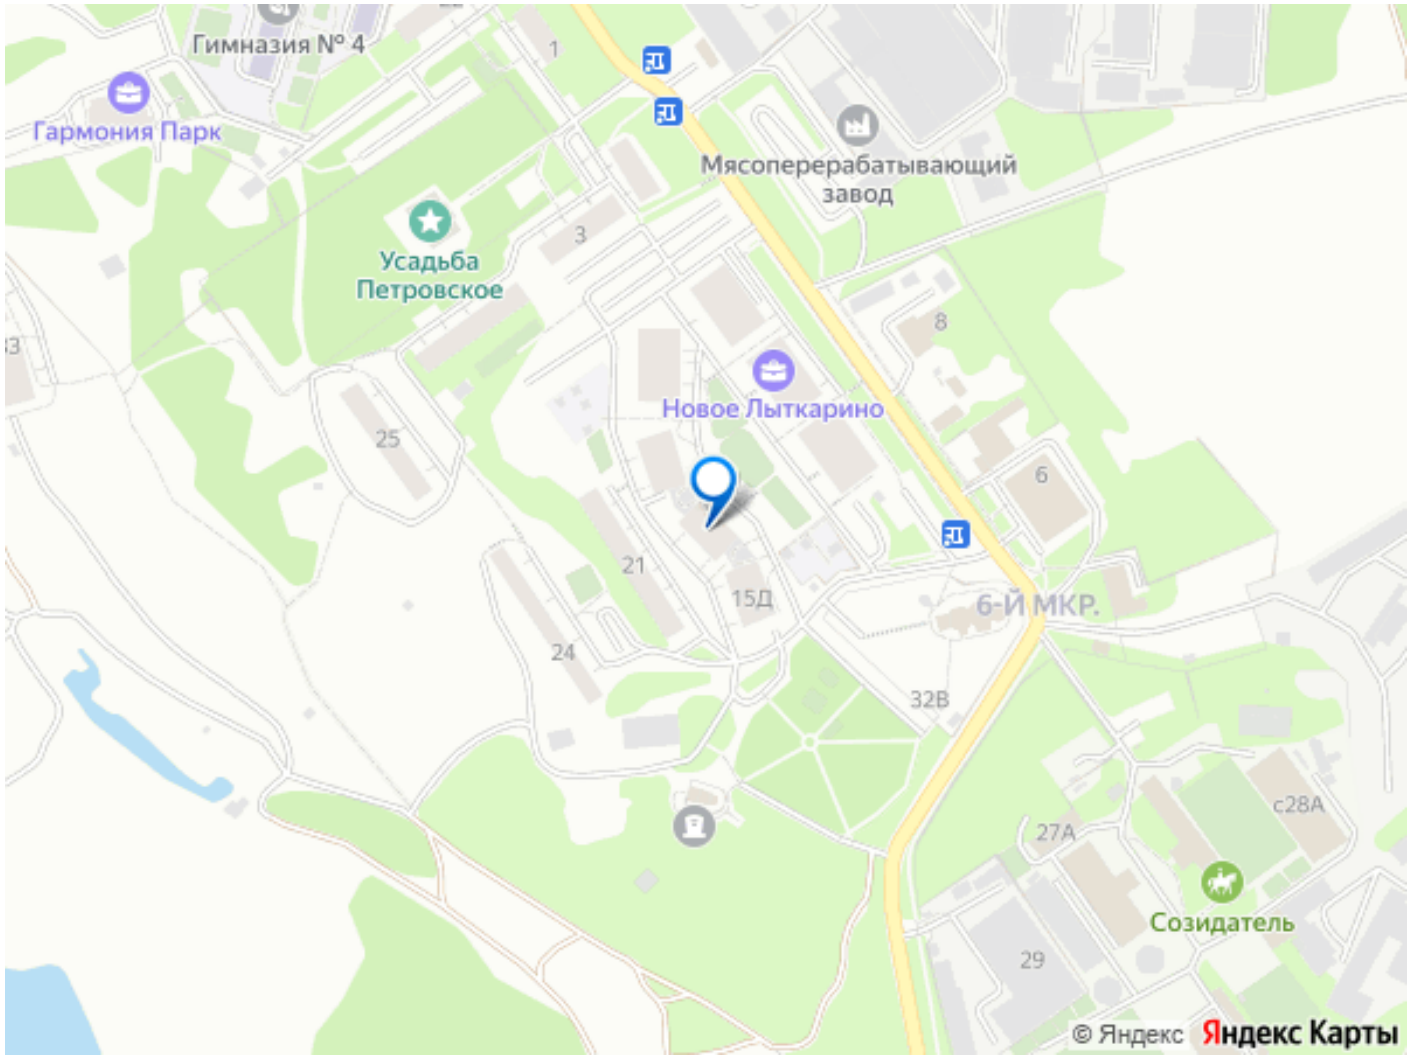 Гимназия № 4
1
Гармония Парк
Мясоперерабатывающий
завод
3
Усадьба
Петровское
8
33
Новое Лыткарино
25
6
21
15Д
6-Й МКР.
24
32В
с28А
27А
Созидатель
29
© Яндекс Яндекс Карты